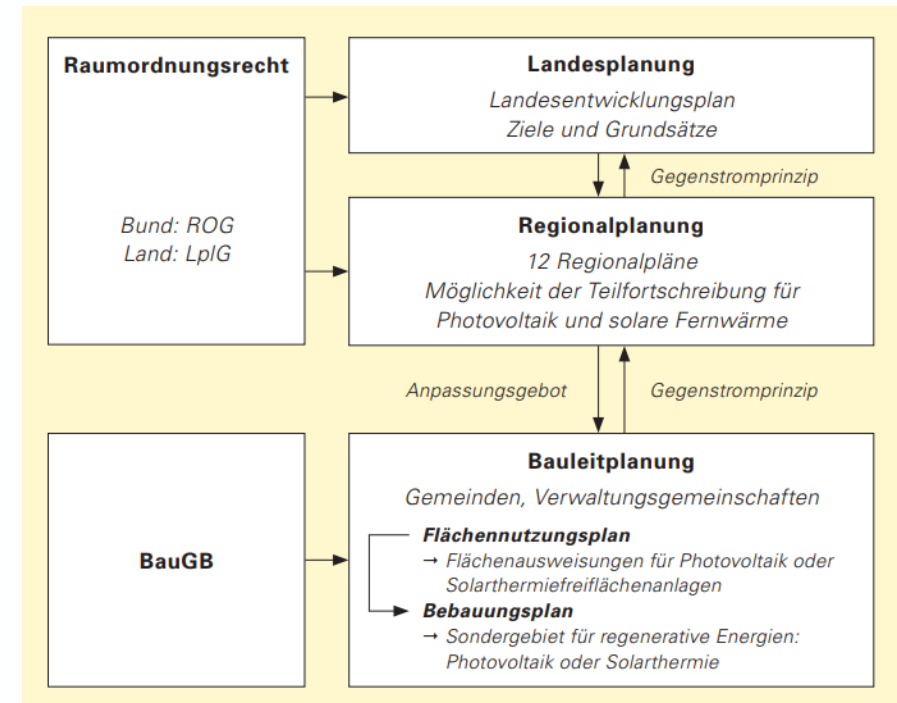 Raumordnungsrecht
Bund: ROG
Land: LplG
Landesplanung
Landesentwicklungsplan
Ziele und Grundsätze
Gegenstromprinzip
Regionalplanung
12 Regionalpläne
Möglichkeit der Teilfortschreibung für
Photovoltaik und solare Fernwärme
Anpassungsgebot
Gegenstromprinzip
BauGB
Bauleitplanung
Gemeinden, Verwaltungsgemeinschaften
Flächennutzungsplan
→ Flächenausweisungen für Photovoltaik oder
Solarthermiefreiflächenanlagen
Bebauungsplan
→ Sondergebiet für regenerative Energien:
Photovoltaik oder Solarthermie